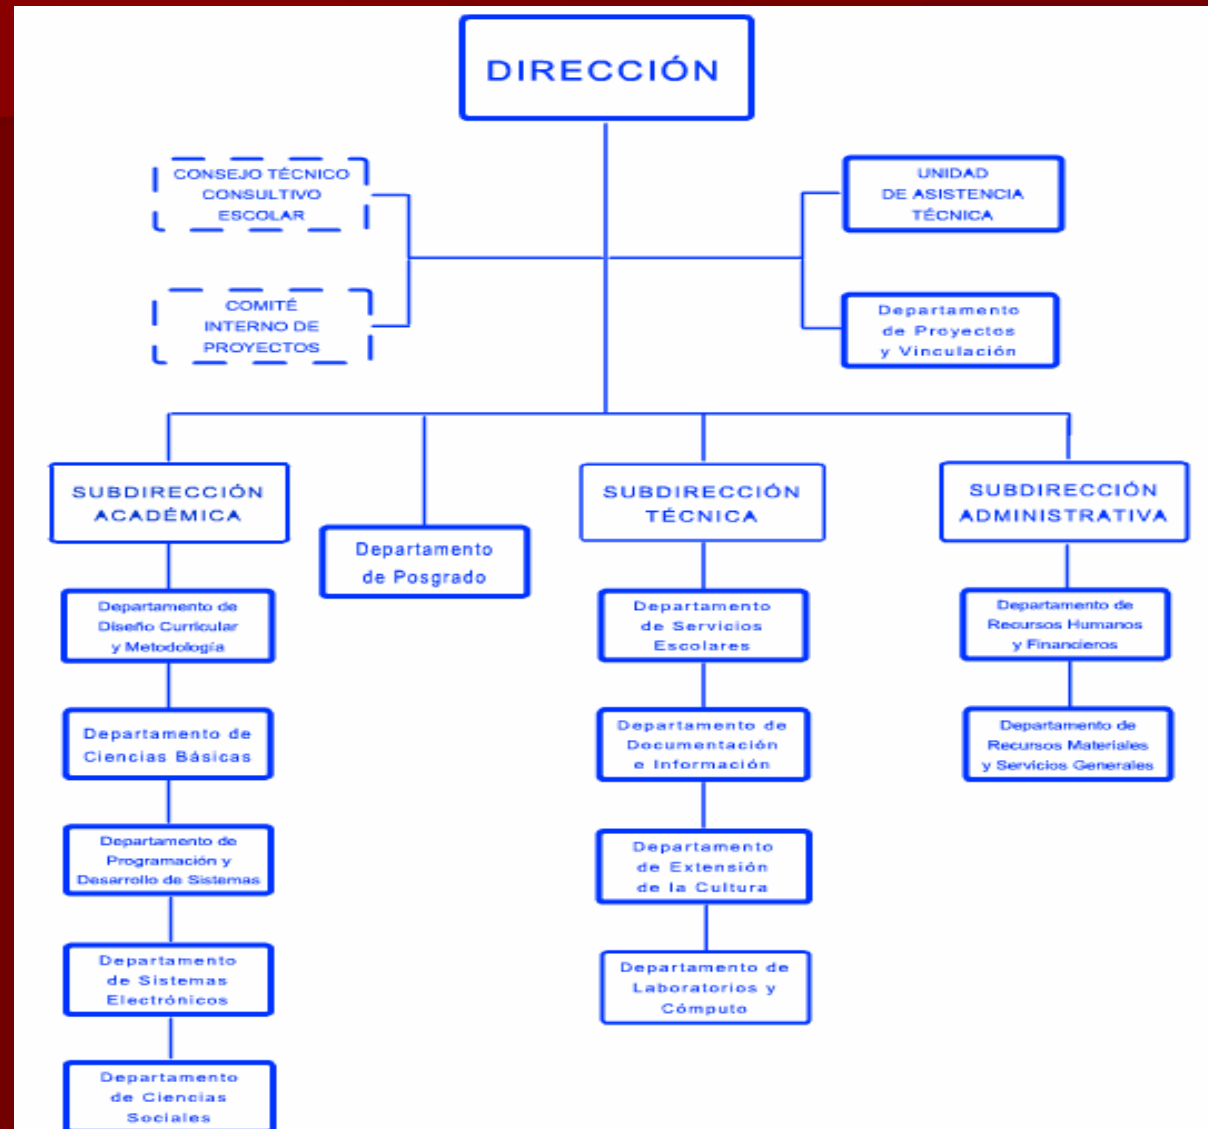 DIRECCIÓN
CONSEJO TÉCNICO
CONSULTIVO
ESCOLAR
UNIDAD
DE ASISTENCIA
TÉCNICA
COMITÉ
INTERNO DE
PROYECTOS
Departamento
de Proyectos
y Vinculación
SUBDIRECCIÓN
ACADÉMICA
Departamento
de Posgrado
SUBDIRECCIÓN
TÉCNICA
SUBDIRECCIÓN
ADMINISTRATIVA
Departamento de
Diseño Curricular
y Metodología
Departamento
de Servicios
Escolares
Departamento de
Recursos Humanos
y Financieros
Departamento de
Ciencias Básicas
Departamento de
Documentación
e Información
Departamento de
Recursos Materiales
y Servicios Generales
Departamento de
Programación y
Desarrollo de Sistemas
Departamento
de Extensión
de la Cultura
Departamento
de Sistemas
Electrónicos
Departamento de
Laboratorios y
Cómputo
Departamento
de Ciencias
Sociales